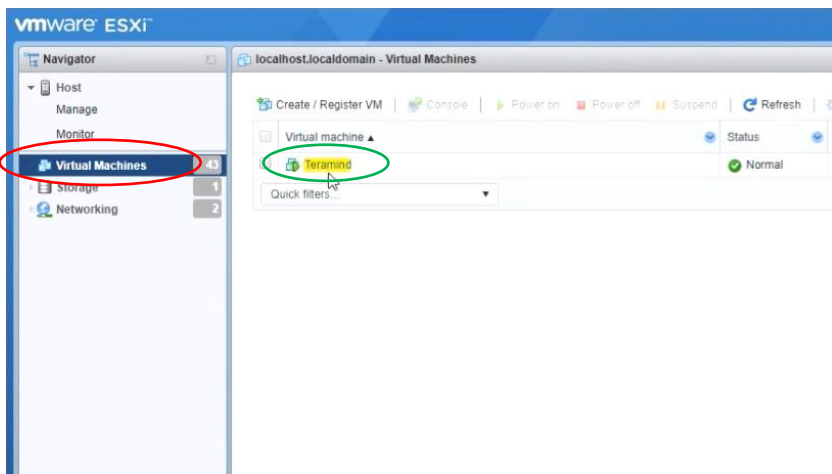 vmware ESXi™
Navigator
localhost.localdomain - Virtual Machines
Host
Manage
Monitor
Virtual Machines 43
Storage 1
Networking 2
Create / Register VM | Console | Power on Power off Suspend | Refresh |
Virtual machine ▲ Status
Teramind Normal
Quick filters...